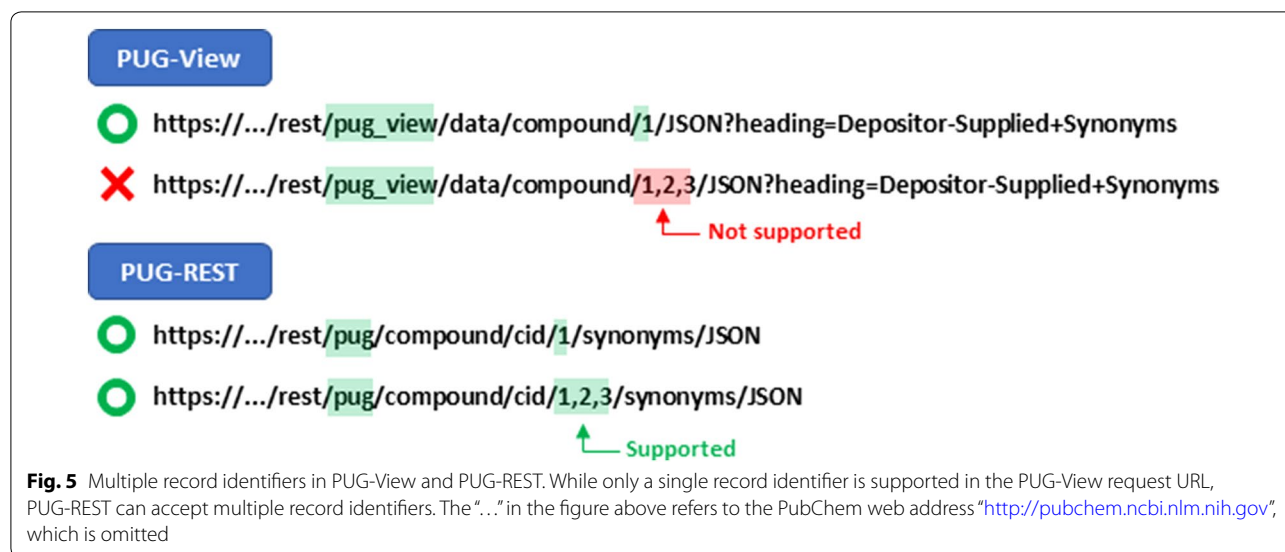 PUG-View
https://.../rest/pug_view/data/compound/1/JSON?heading=Depositor-Supplied+Synonyms
https://.../rest/pug_view/data/compound/1,2,3/JSON?heading=Depositor-Supplied+Synonyms
Not supported
PUG-REST
https://.../rest/pug/compound/cid/1/synonyms/JSON
https://.../rest/pug/compound/cid/1,2,3/synonyms/JSON
Supported
Fig. 5 Multiple record identifiers in PUG-View and PUG-REST. While only a single record identifier is supported in the PUG-View request URL,
PUG-REST can accept multiple record identifiers. The “…” in the figure above refers to the PubChem web address “http://pubchem.ncbi.nlm.nih.gov”,
which is omitted